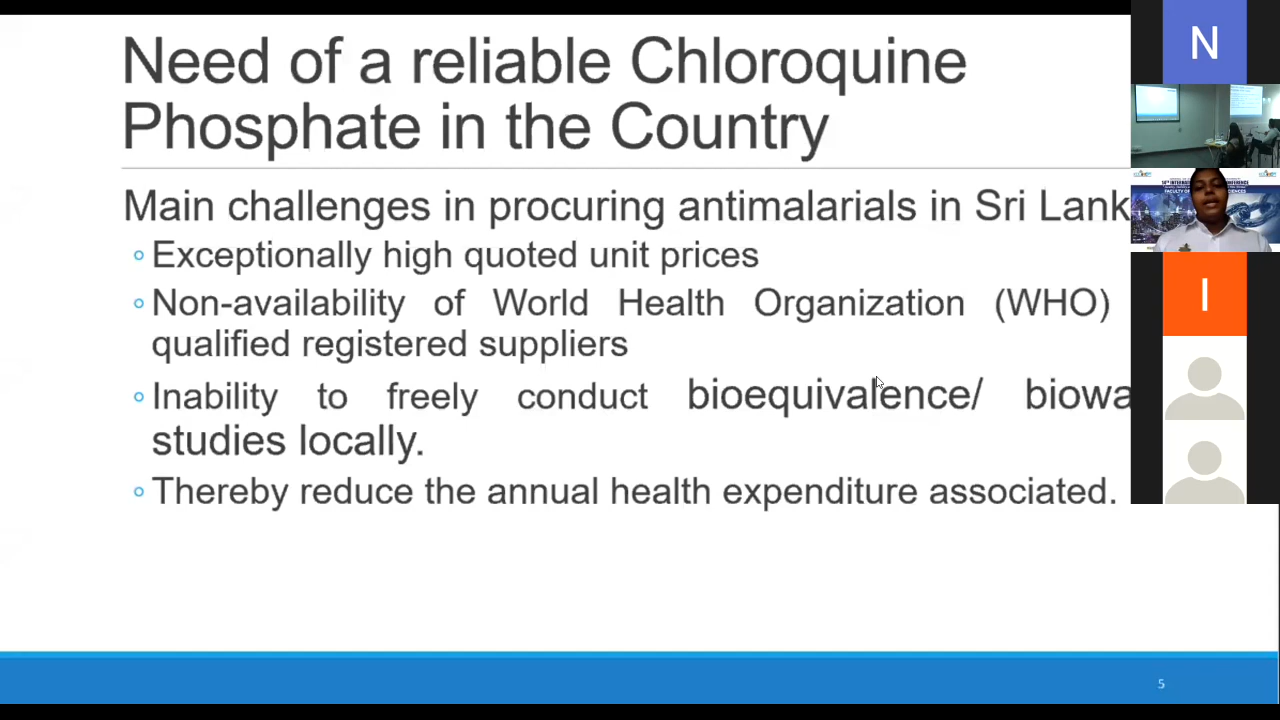 Need of a reliable Chloroquine
Phosphate in the Country
Main challenges in procuring antimalarials in Sri Lank
Exceptionally high quoted unit prices
Non-availability of World Health Organization (WHO)
qualified registered suppliers
Inability to freely conduct bioequivalence/ biowa
studies locally.
Thereby reduce the annual health expenditure associated.
5
N
I